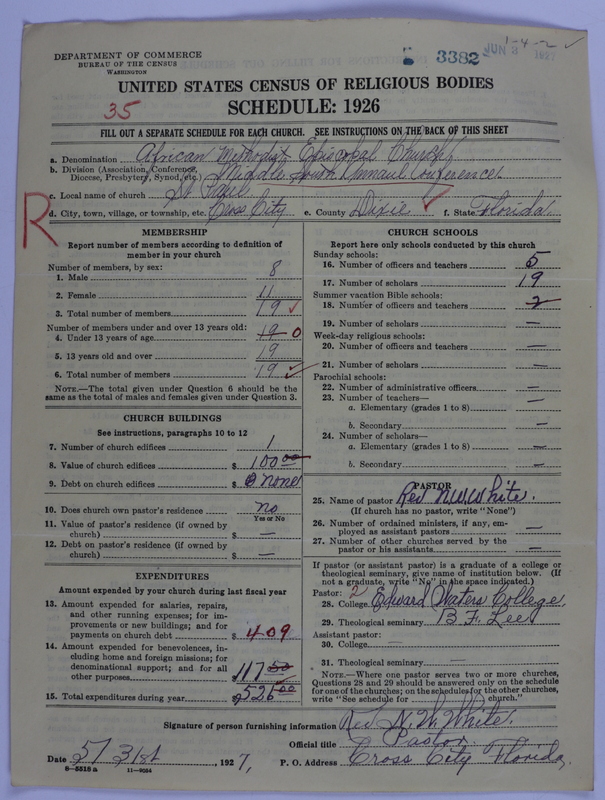 1-4-2 ✓
5 3382 JUN 3 1927
DEPARTMENT OF COMMERCE
BUREAU OF THE CENSUS
WASHINGTON
UNITED STATES CENSUS OF RELIGIOUS BODIES
35
SCHEDULE: 1926
FILL OUT A SEPARATE SCHEDULE FOR EACH CHURCH. SEE INSTRUCTIONS ON THE BACK OF THIS SHEET
a. Denomination African Methodist Episcopal Church
b. Division (Association, Conference, Diocese, Presbytery, Synod, etc.) Middle South Annual Conference
c. Local name of church St Paul
R
d. City, town, village, or township, etc. Cross City e. County Dixie ✓ f. State Florida
MEMBERSHIP
Report number of members according to definition of
member in your church
Number of members, by sex:
1. Male 8
2. Female 11
3. Total number of members 19 ✓
Number of members under and over 13 years old:
4. Under 13 years of age 19 0
5. 13 years old and over 19
6. Total number of members 19 ✓
NOTE.—The total given under Question 6 should be the
same as the total of males and females given under Question 3.
CHURCH BUILDINGS
See instructions, paragraphs 10 to 12
7. Number of church edifices 1
8. Value of church edifices $ 100 00
9. Debt on church edifices $ 0 none
10. Does church own pastor's residence? no
Yes or No
11. Value of pastor's residence (if owned by
church) $ —
12. Debt on pastor's residence (if owned by
church) $ —
EXPENDITURES
Amount expended by your church during last fiscal year
13. Amount expended for salaries, repairs,
and other running expenses; for im-
provements or new buildings; and for
payments on church debt $ 409
14. Amount expended for benevolences, in-
cluding home and foreign missions; for
denominational support; and for all
other purposes 117 50
15. Total expenditures during year $ 526 00
CHURCH SCHOOLS
Report here only schools conducted by this church
Sunday schools:
16. Number of officers and teachers 5
17. Number of scholars 19
Summer vacation Bible schools:
18. Number of officers and teachers 2
19. Number of scholars —
Week-day religious schools:
20. Number of officers and teachers —
21. Number of scholars —
Parochial schools:
22. Number of administrative officers —
23. Number of teachers—
a. Elementary (grades 1 to 8) —
b. Secondary —
24. Number of scholars—
a. Elementary (grades 1 to 8) —
b. Secondary —
PASTOR
25. Name of pastor Rev N.W. White.
(If church has no pastor, write "None")
26. Number of ordained ministers, if any, em-
ployed as assistant pastors —
27. Number of other churches served by the
pastor or his assistants —
If pastor (or assistant pastor) is a graduate of a college or
theological seminary, give name of institution below. (If
not a graduate, write "No" in the space indicated.)
Pastor: 2
28. College Edward Waters College
29. Theological seminary B. F. Lee
Assistant pastor:
30. College —
31. Theological seminary —
NOTE.—Where one pastor serves two or more churches,
Questions 28 and 29 should be answered only on the schedule
for one of the churches; on the schedules for the other churches,
write "See schedule for church."
Signature of person furnishing information Rev N. W. White.
Official title Pastor
Date 5/31st, 1927, P. O. Address Cross City Florida
8—5518 a 11—9054